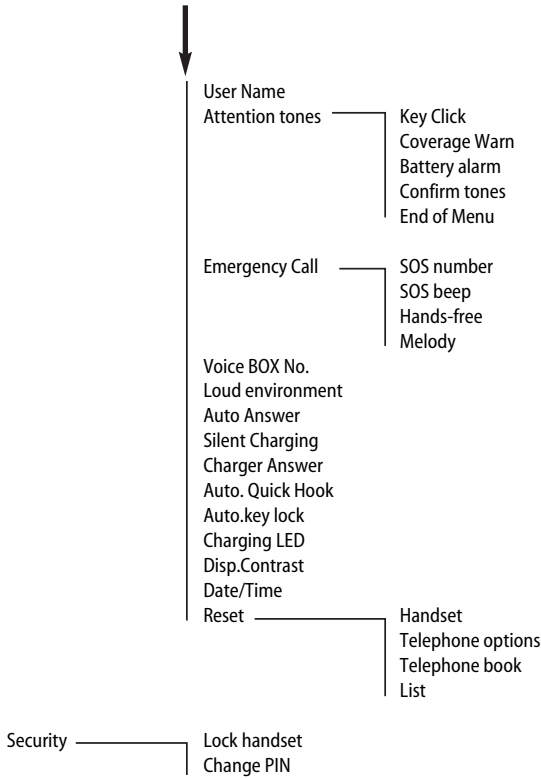 User Name
Attention tones Key Click
Coverage Warn
Battery alarm
Confirm tones
End of Menu
Emergency Call SOS number
SOS beep
Hands-free
Melody
Voice BOX No.
Loud environment
Auto Answer
Silent Charging
Charger Answer
Auto. Quick Hook
Auto.key lock
Charging LED
Disp.Contrast
Date/Time
Reset Handset
Telephone options
Telephone book
List
Security Lock handset
Change PIN